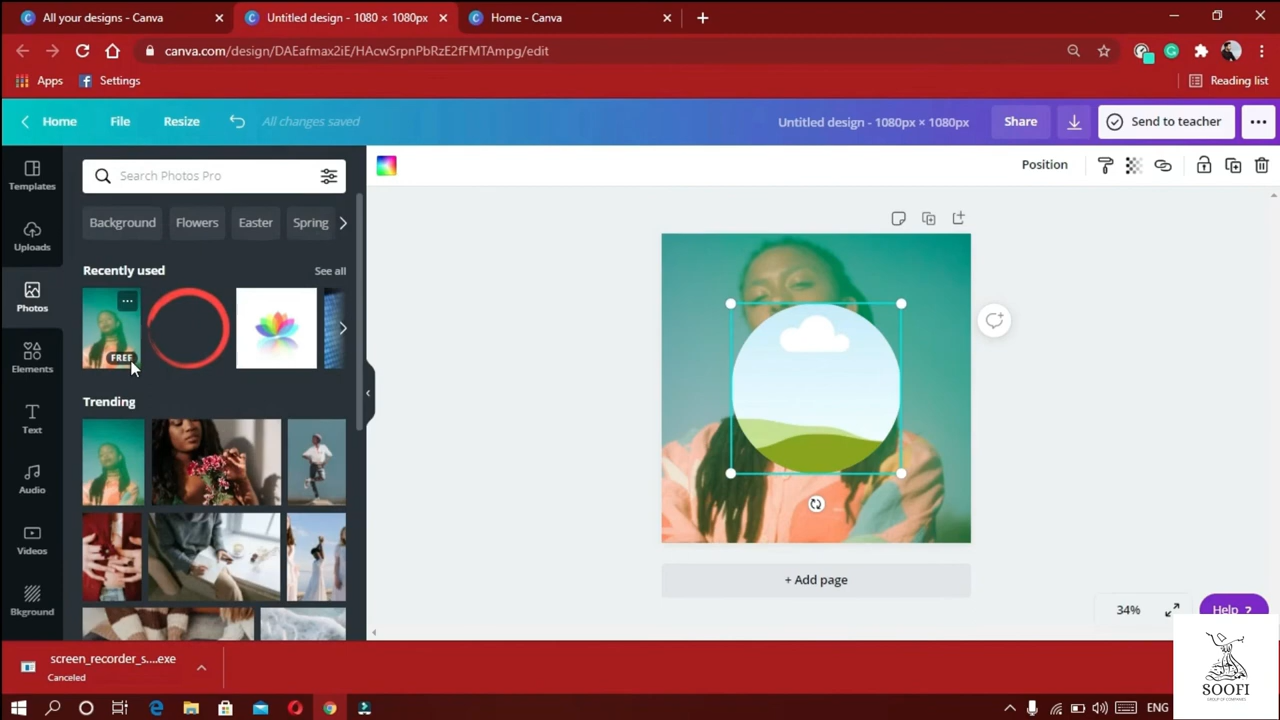 All your designs - Canva
Untitled design - 1080 × 1080px
Home - Canva
canva.com/design/DAEafmax2iE/HAcwSrpnPbRzE2fFMTAmpg/edit
Apps
Settings
Reading list
Home
File
Resize
All changes saved
Untitled design - 1080px × 1080px
Share
Send to teacher
Templates
Uploads
Photos
Elements
Text
Audio
Videos
Bkground
Search Photos Pro
Background
Flowers
Easter
Spring
Recently used
See all
FREE
Trending
Position
+ Add page
34%
Help ?
screen_recorder_s....exe
Canceled
ENG
SOOFI
GROUP OF COMPANIES